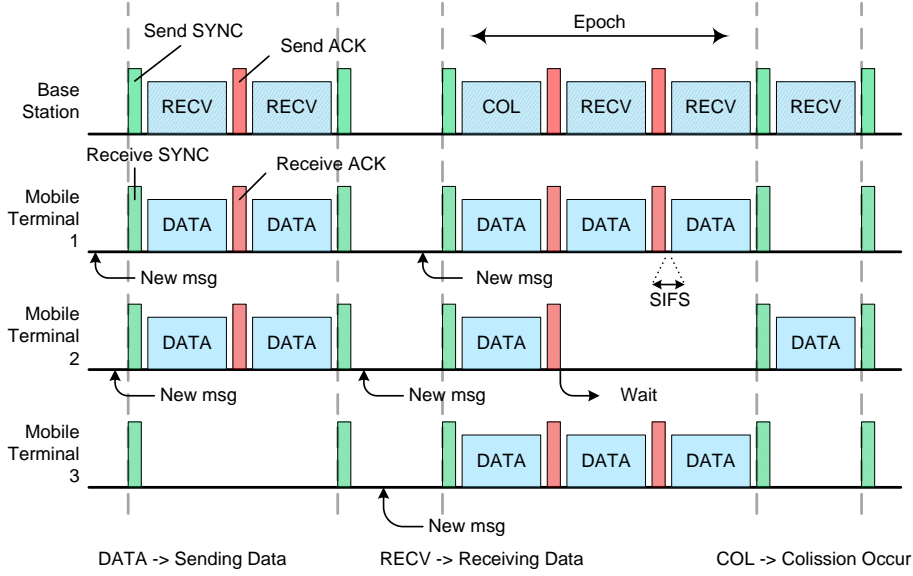 Send SYNC
Send ACK
Epoch
Base
Station
RECV
RECV
COL
RECV
RECV
RECV
Receive SYNC
Receive ACK
Mobile
Terminal
1
DATA
DATA
DATA
DATA
DATA
New msg
New msg
SIFS
Mobile
Terminal
2
DATA
DATA
DATA
DATA
New msg
New msg
Wait
Mobile
Terminal
3
DATA
DATA
DATA
New msg
DATA -> Sending Data
RECV -> Receiving Data
COL -> Colission Occur